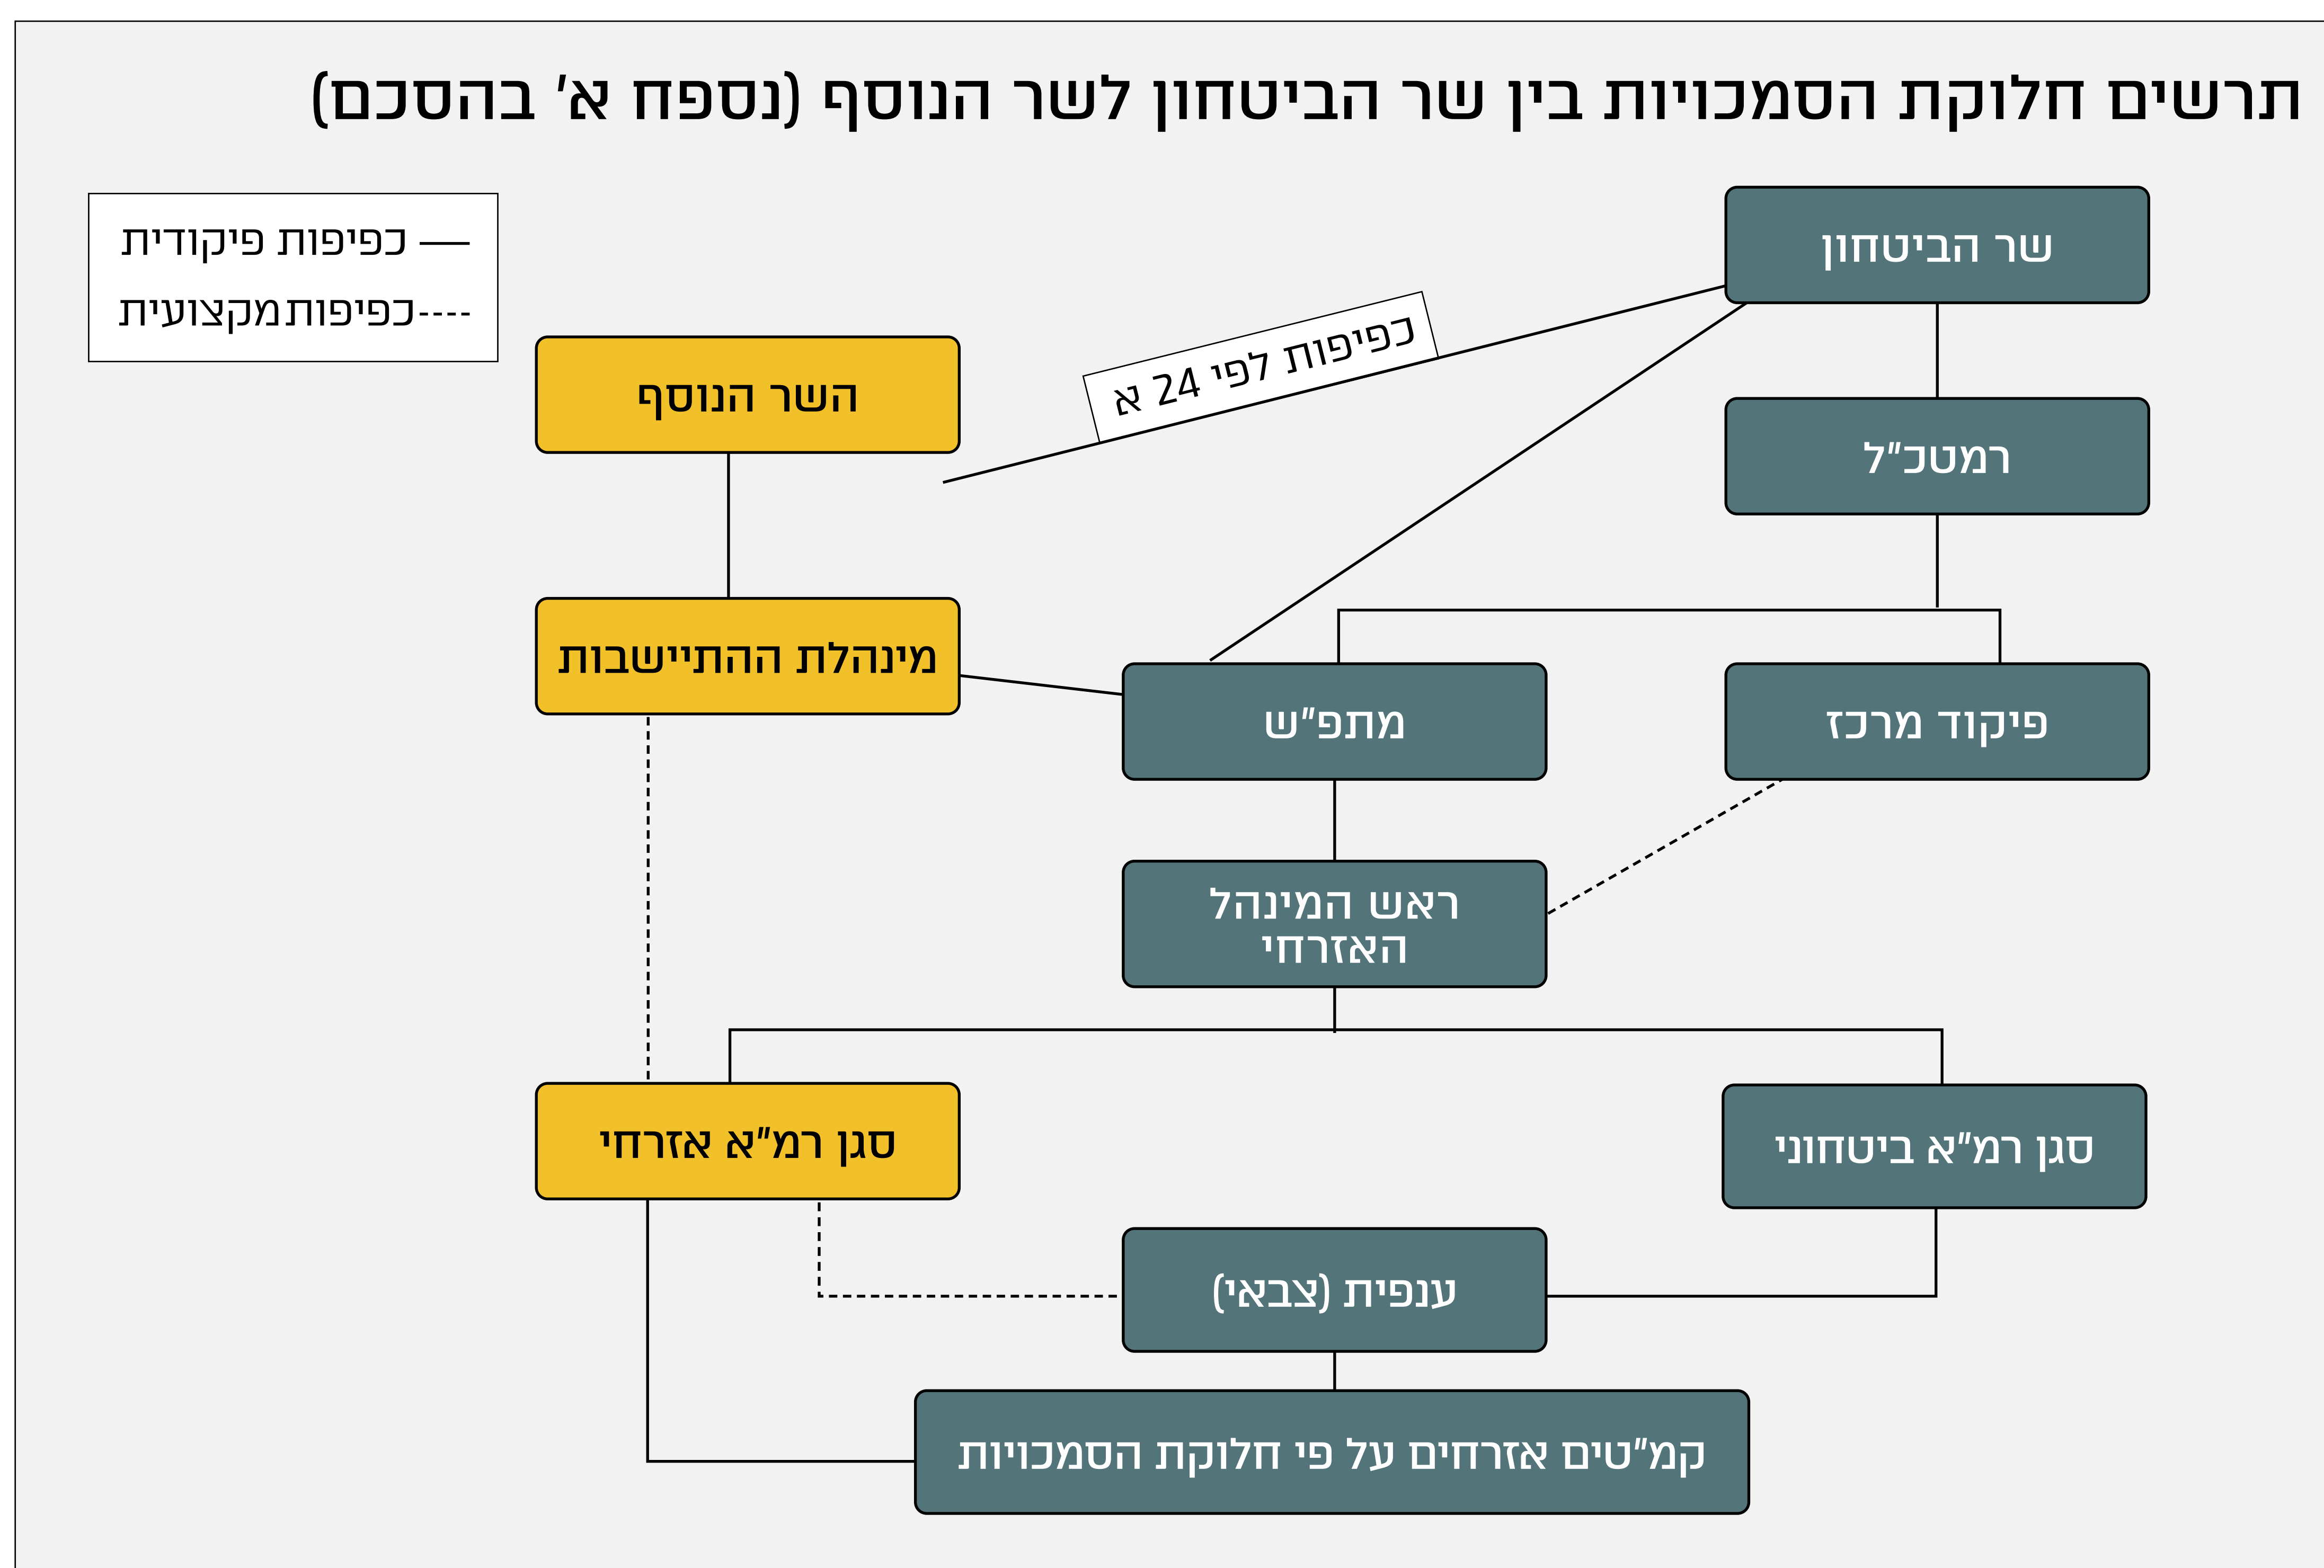 תרשים חלוקת הסמכויות בין שר הביטחון לשר הנוסף (נספח א' בהסכם)
כפיפות פיקודית
כפיפותמקצועית
שר הביטחון
כפיפות לפי 24 א
השר הנוסף
רמטכ"ל
מינהלת ההתיישבות
מתפ"ש
פיקוד מרכז
ראש המינהל
האזרחי
סגן רמ"א אזרחי
סגן רמ"א ביטחוני
ענפית (צבאי)
קמ"טים אזרחים על פי חלוקת הסמכויות